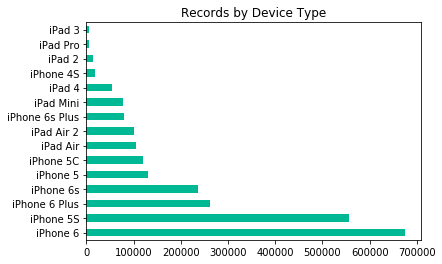 Records by Device Type
iPad 3
iPad Pro
iPad 2
iPhone 4S
iPad 4
iPad Mini
iPhone 6s Plus
iPad Air 2
iPad Air
iPhone 5C
iPhone 5
iPhone 6s
iPhone 6 Plus
iPhone 5S
iPhone 6
0 100000 200000 300000 400000 500000 600000 700000